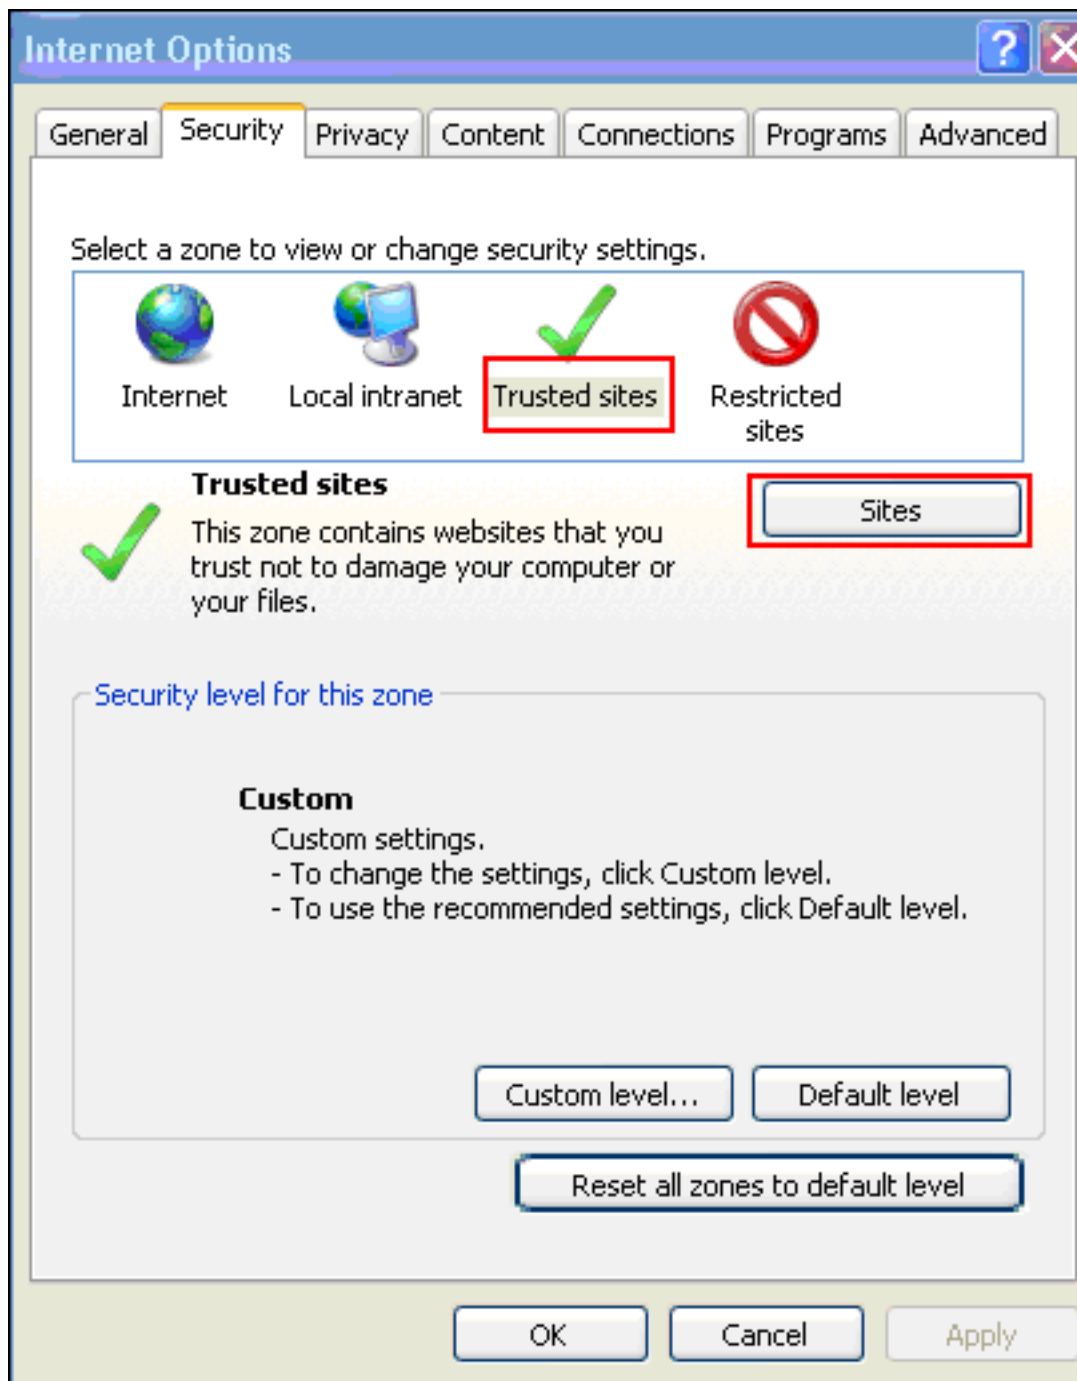 Internet Options
?
General Security Privacy Content Connections Programs Advanced
Select a zone to view or change security settings.
Internet Local intranet Trusted sites Restricted
sites
Trusted sites
Sites
This zone contains websites that you
trust not to damage your computer or
your files.
Security level for this zone
Custom
Custom settings.
- To change the settings, click Custom level.
- To use the recommended settings, click Default level.
Custom level... Default level
Reset all zones to default level
OK Cancel Apply